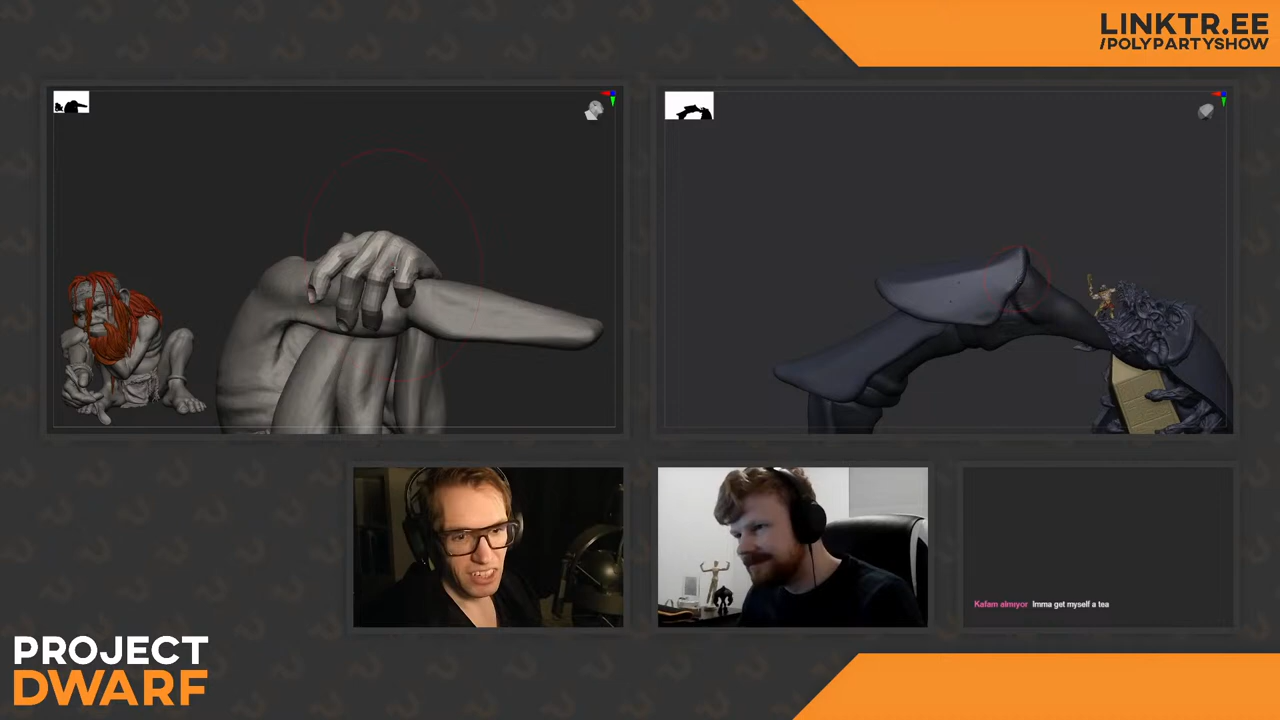 LINKTR.EE
/POLYPARTYSHOW
Kafam almıyor Imma get myself a tea
PROJECT
DWARF